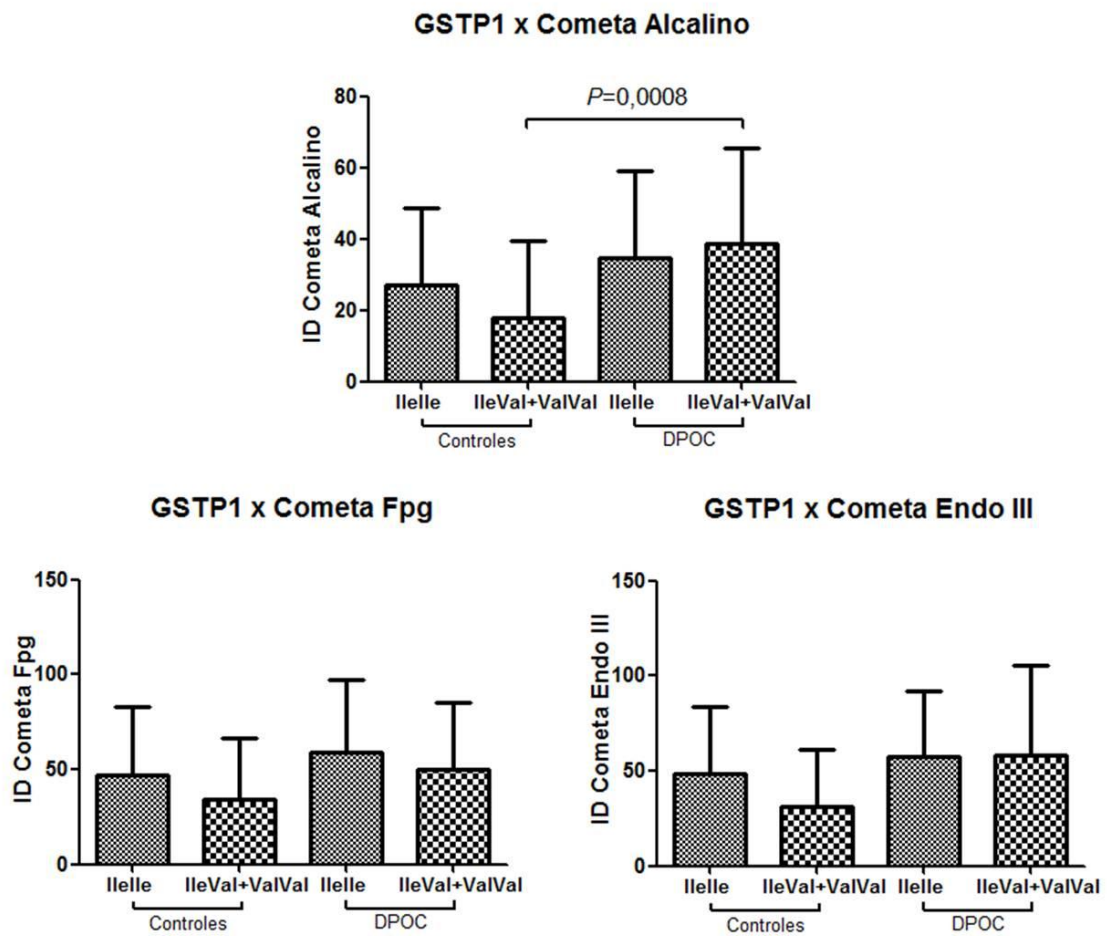 GSTP1 x Cometa Alcalino
P=0,0008
ID Cometa Alcalino
80
60
40
20
0
IleIle IleVal+ValVal IleIle IleVal+ValVal
Controles DPOC
GSTP1 x Cometa Fpg
ID Cometa Fpg
150
100
50
0
IleIle IleVal+ValVal IleIle IleVal+ValVal
Controles DPOC
GSTP1 x Cometa Endo III
ID Cometa Endo III
150
100
50
0
IleIle IleVal+ValVal IleIle IleVal+ValVal
Controles DPOC